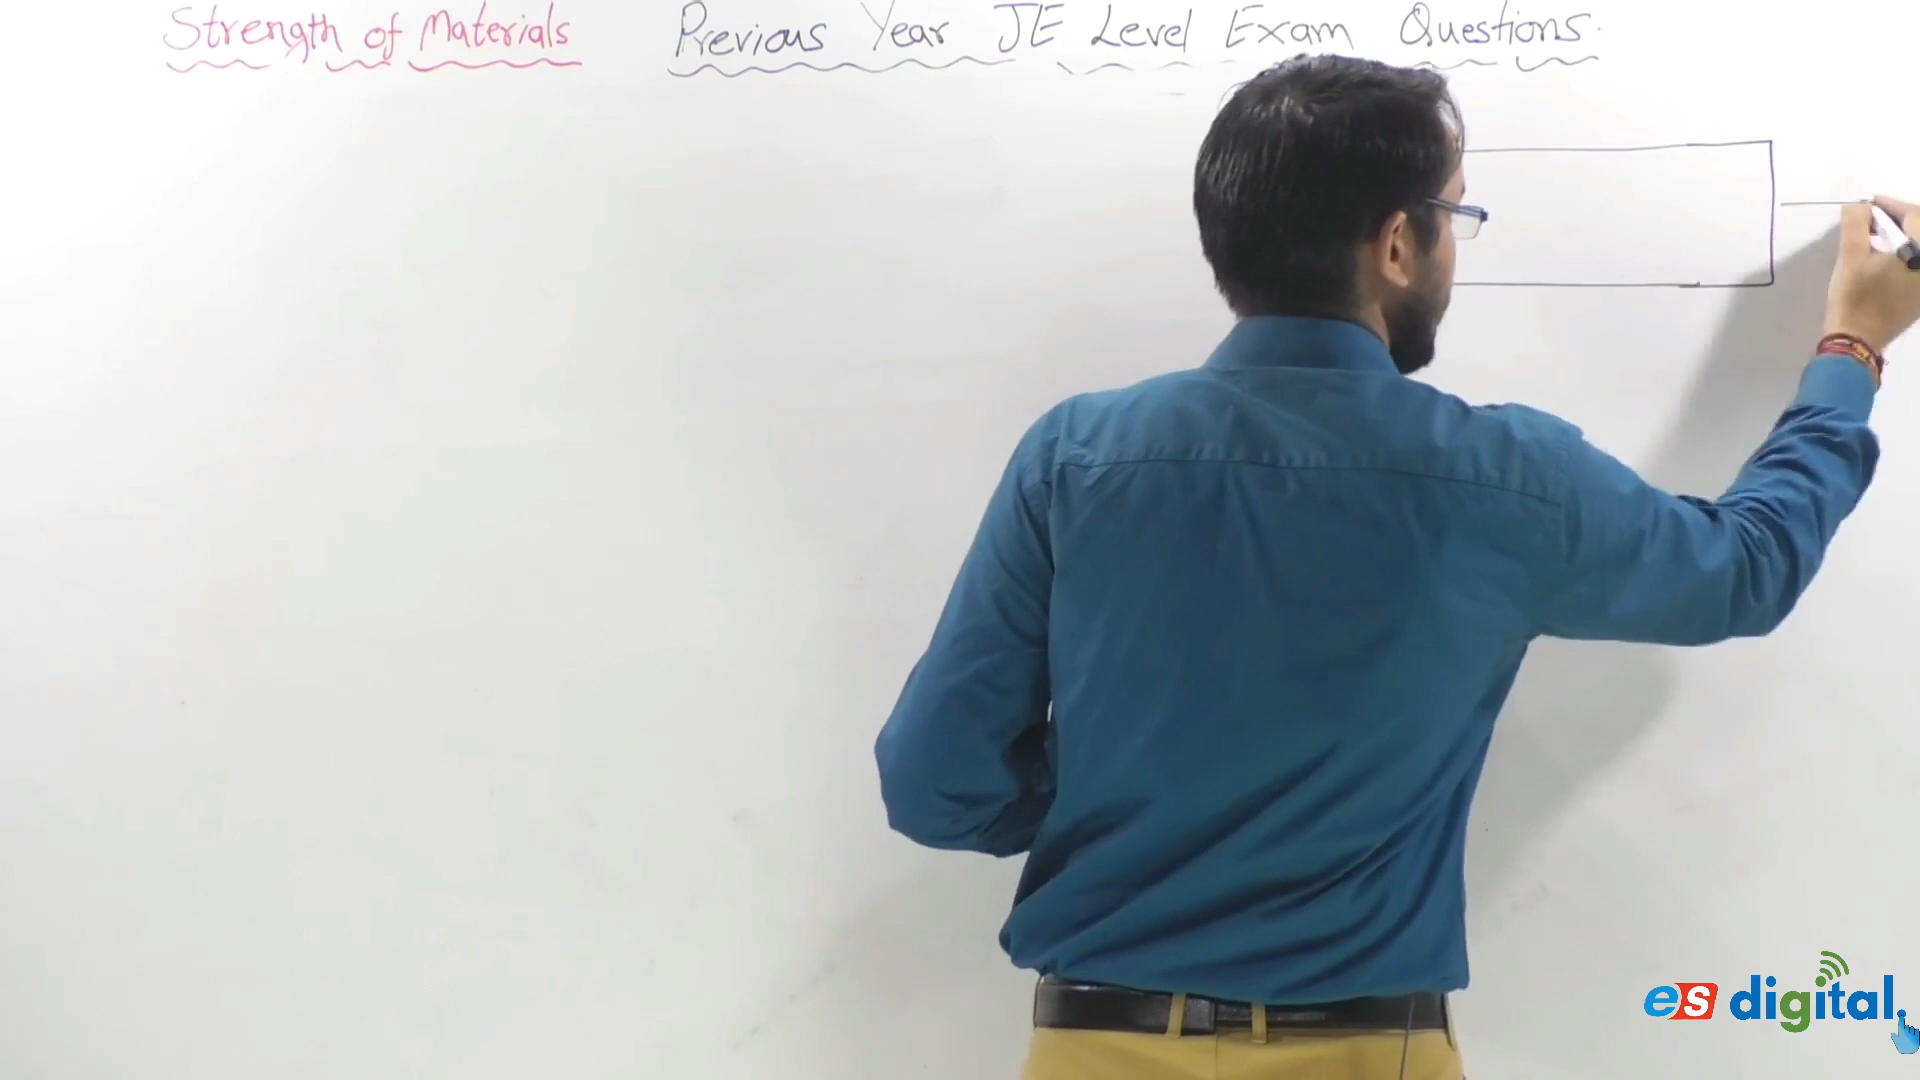 Strength of Materials Previous Year JE Level Exam Questions.
es digital.